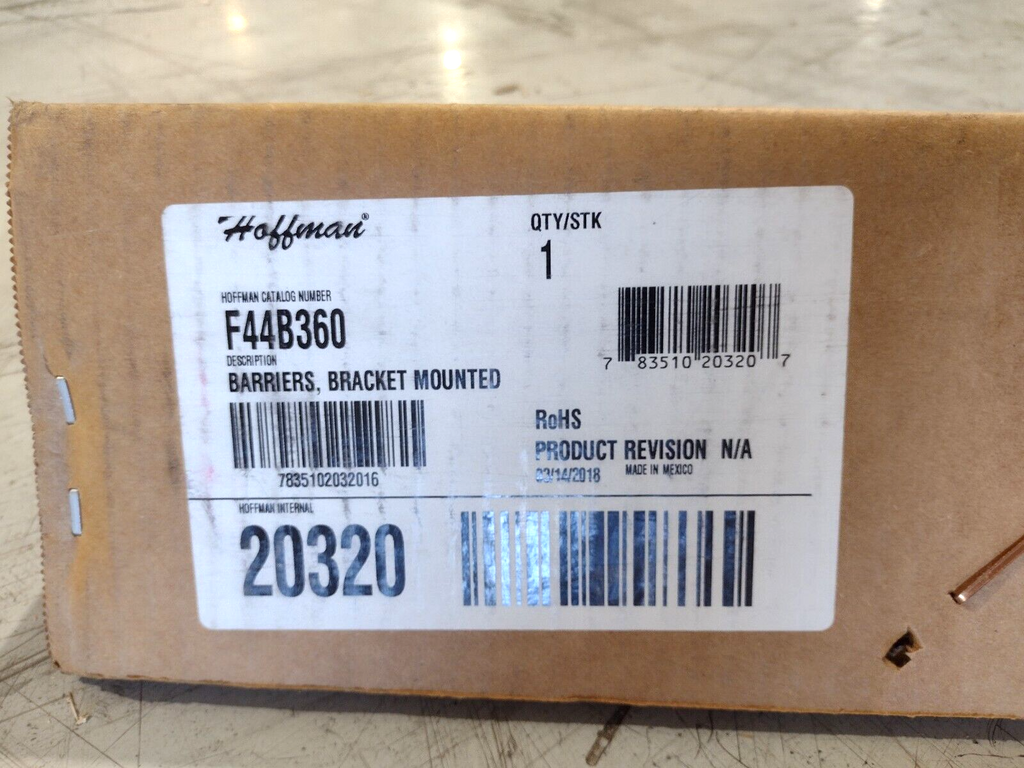 Hoffman®
QTY/STK
1
HOFFMAN CATALOG NUMBER
F44B360
DESCRIPTION
BARRIERS, BRACKET MOUNTED
7 83510 20320 7
7835102032016
RoHS
PRODUCT REVISION N/A
03/14/2018 MADE IN MEXICO
HOFFMAN INTERNAL
20320